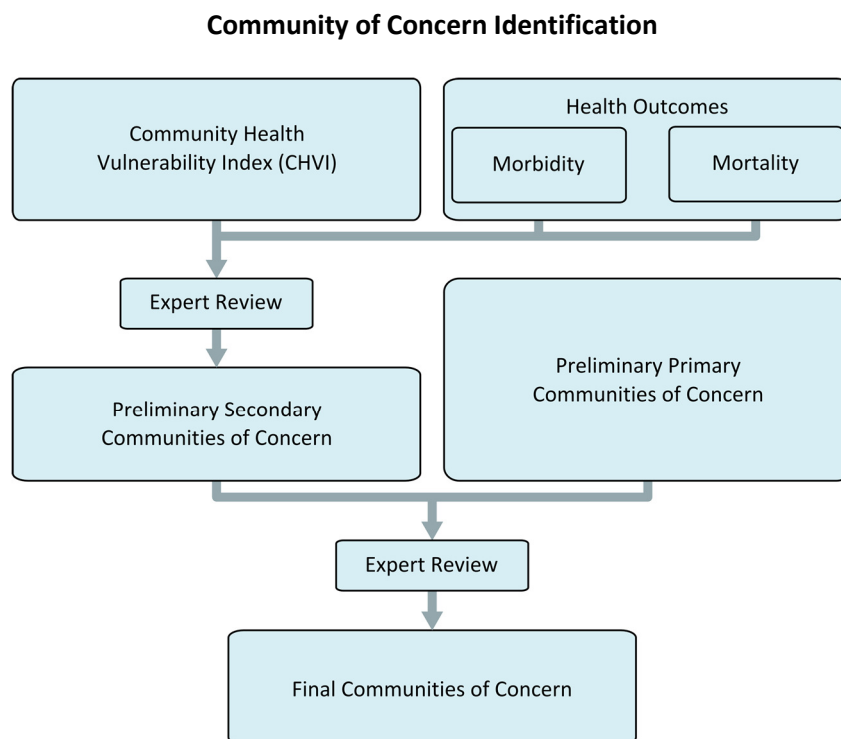 Community of Concern Identification
Community Health
Vulnerability Index (CHVI)
Health Outcomes
Morbidity
Mortality
Expert Review
Preliminary Primary
Communities of Concern
Preliminary Secondary
Communities of Concern
Expert Review
Final Communities of Concern